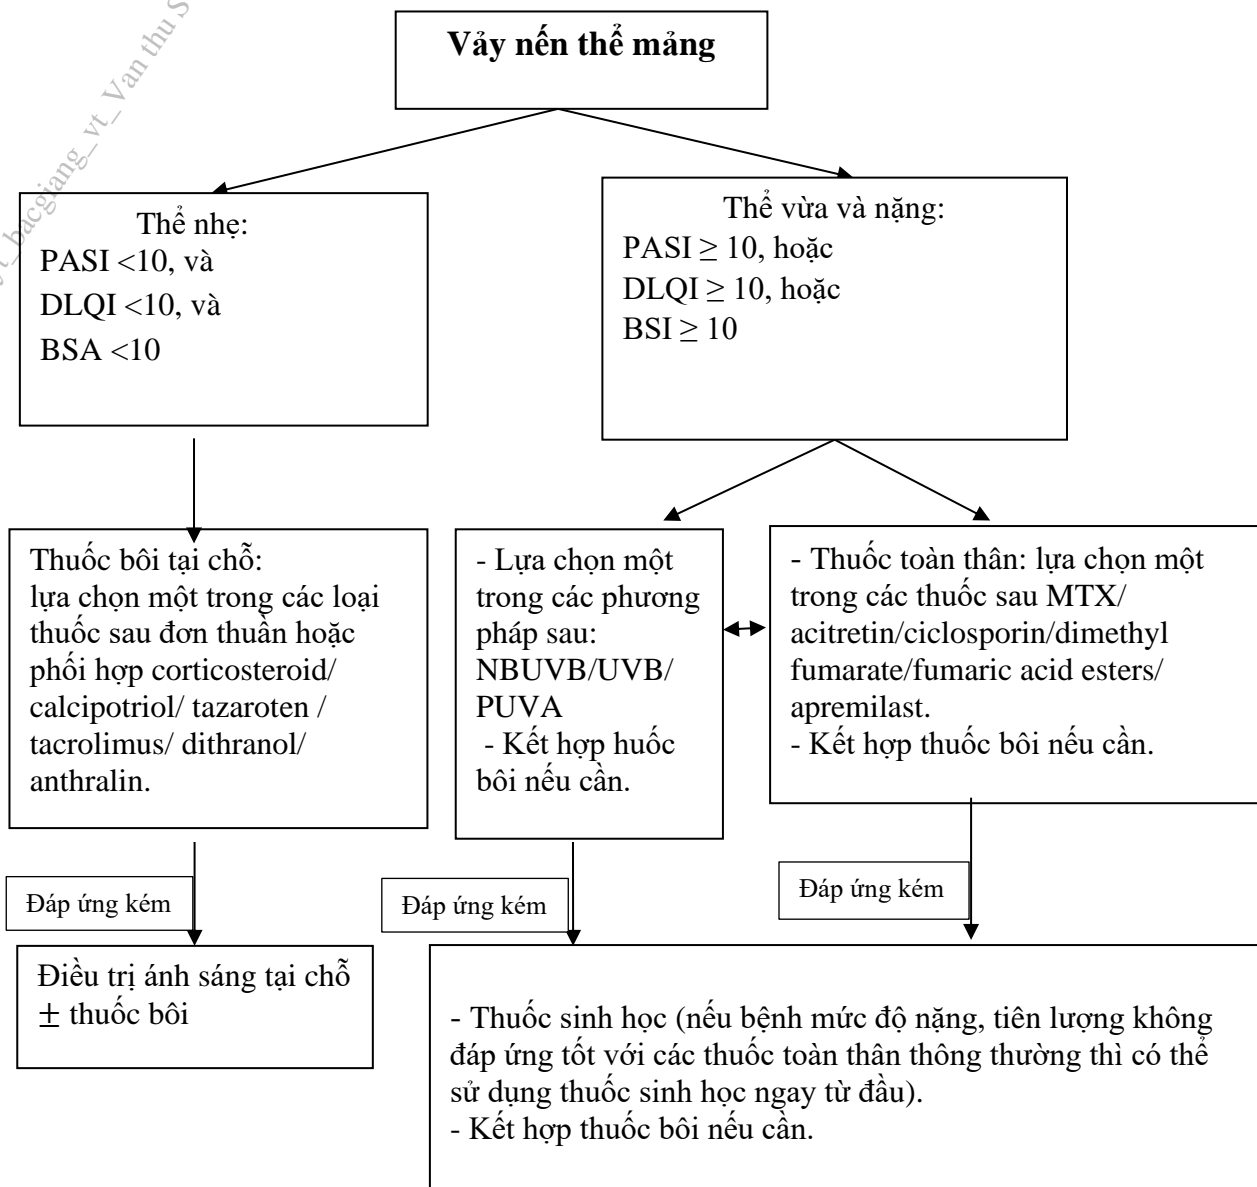 yt_bacgiang_vt_Van thu S
Vảy nến thể mảng
Thể nhẹ:
PASI <10, và
DLQI <10, và
BSA <10
Thể vừa và nặng:
PASI ≥ 10, hoặc
DLQI ≥ 10, hoặc
BSI ≥ 10
Thuốc bôi tại chỗ:
lựa chọn một trong các loại
thuốc sau đơn thuần hoặc
phối hợp corticosteroid/
calcipotriol/ tazaroten /
tacrolimus/ dithranol/
anthralin.
- Lựa chọn một
trong các phương
pháp sau:
NBUVB/UVB/
PUVA
- Kết hợp huốc
bôi nếu cần.
- Thuốc toàn thân: lựa chọn một
trong các thuốc sau MTX/
acitretin/ciclosporin/dimethyl
fumarate/fumaric acid esters/
apremilast.
- Kết hợp thuốc bôi nếu cần.
Đáp ứng kém
Đáp ứng kém
Đáp ứng kém
Điều trị ánh sáng tại chỗ
± thuốc bôi
- Thuốc sinh học (nếu bệnh mức độ nặng, tiên lượng không
đáp ứng tốt với các thuốc toàn thân thông thường thì có thể
sử dụng thuốc sinh học ngay từ đầu).
- Kết hợp thuốc bôi nếu cần.